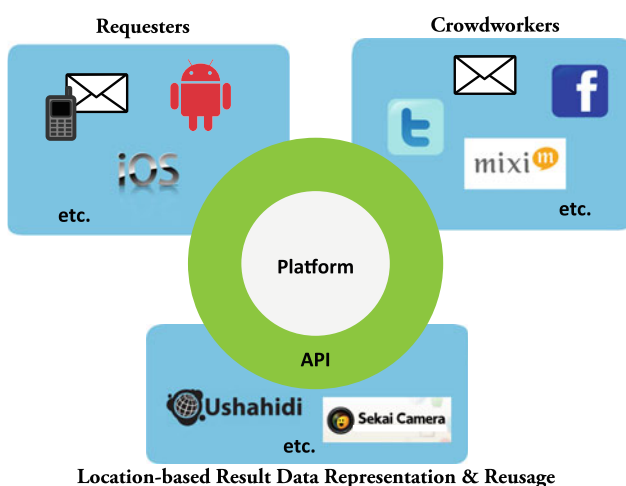 Requesters
Crowdworkers
iOS
etc.
f
t
mixi m
etc.
Platform
API
Ushahidi
Sekai Camera
etc.
Location-based Result Data Representation & Reusage